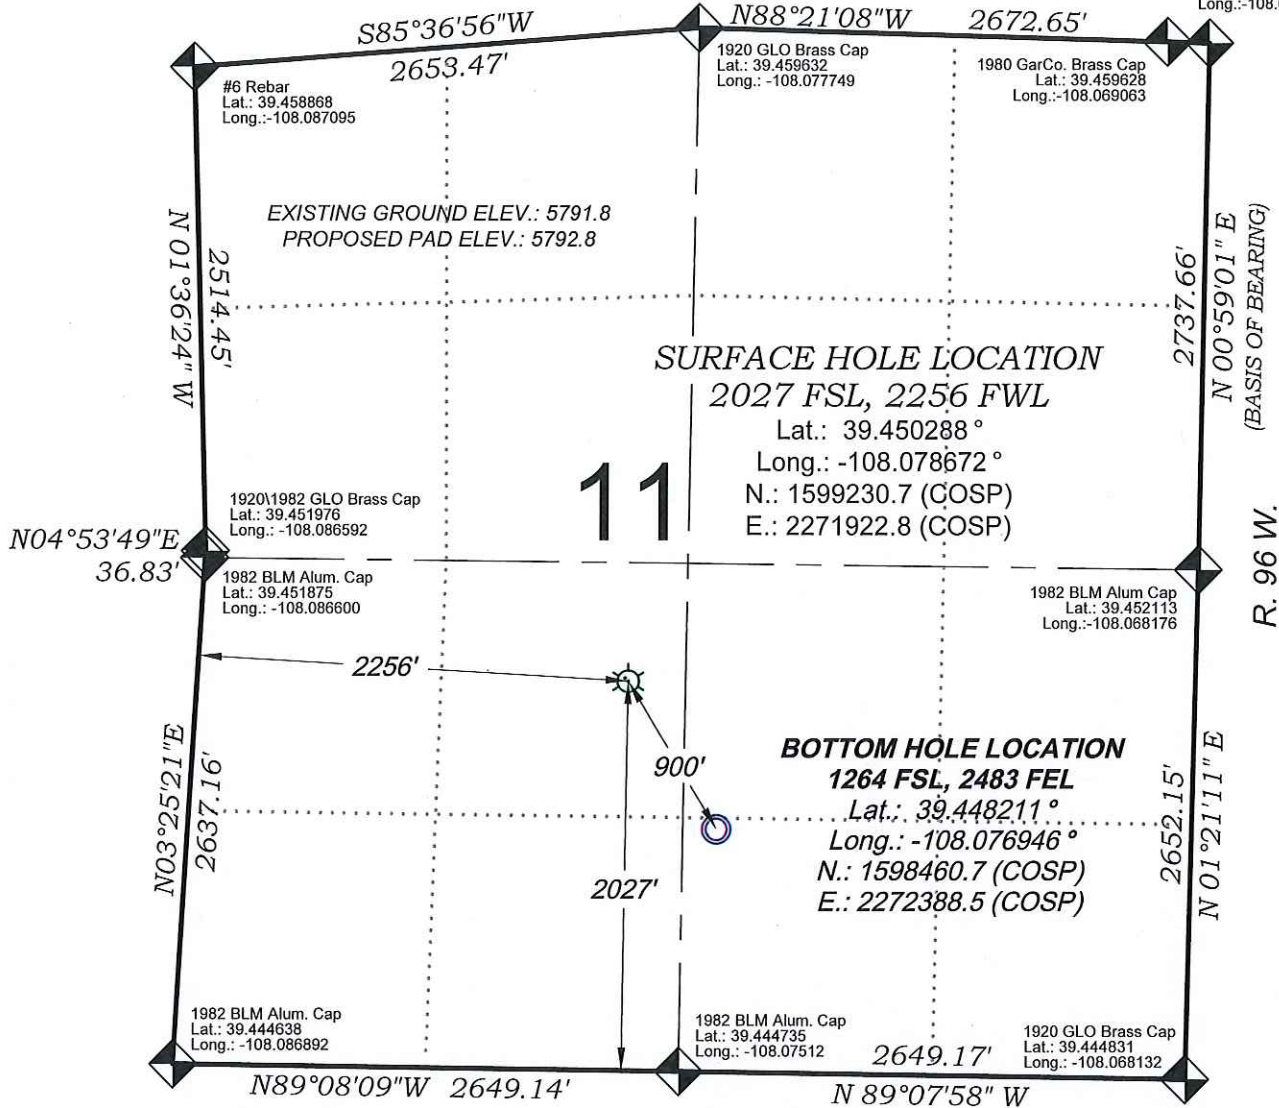 Long.:-108.0
S85°36'56"W
2653.47'
N88°21'08"W 2672.65'
#6 Rebar
Lat.: 39.458868
Long.:-108.087095
1920 GLO Brass Cap
Lat.: 39.459632
Long.: -108.077749
1980 GarCo. Brass Cap
Lat.: 39.459628
Long.:-108.069063
EXISTING GROUND ELEV.: 5791.8
PROPOSED PAD ELEV.: 5792.8
N 01°36'24" W
2514.45'
2737.66'
N 00°59'01" E
(BASIS OF BEARING)
SURFACE HOLE LOCATION
2027 FSL, 2256 FWL
Lat.: 39.450288°
Long.: -108.078672°
N.: 1599230.7 (COSP)
E.: 2271922.8 (COSP)
11
1920\1982 GLO Brass Cap
Lat.: 39.451976
Long.: -108.086592
N04°53'49"E
36.83'
1982 BLM Alum. Cap
Lat.: 39.451875
Long.: -108.086600
1982 BLM Alum Cap
Lat.: 39.452113
Long.:-108.068176
R. 96 W.
2256'
900'
2027'
N03°25'21"E
2637.91'
BOTTOM HOLE LOCATION
1264 FSL, 2483 FEL
Lat.: 39.448211°
Long.: -108.076946°
N.: 1598460.7 (COSP)
E.: 2272388.5 (COSP)
2652.15'
N 01°21'11" E
1982 BLM Alum. Cap
Lat.: 39.444638
Long.: -108.086892
1982 BLM Alum. Cap
Lat.: 39.444735
Long.: -108.07512
1920 GLO Brass Cap
Lat.: 39.444831
Long.: -108.068132
N89°08'09"W 2649.14'
2649.17'
N 89°07'58" W